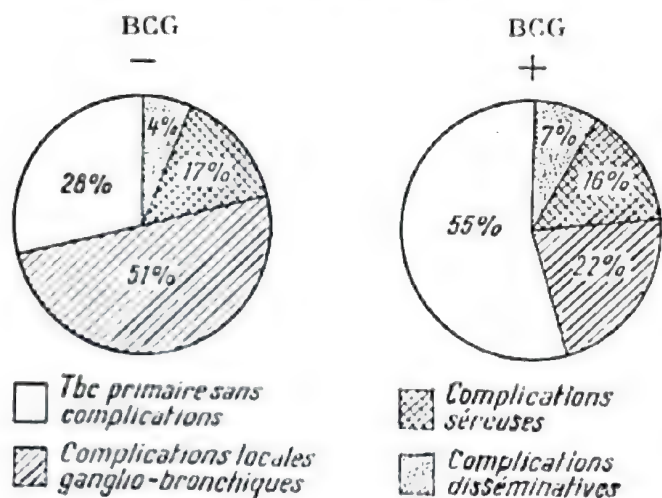 BCG
−
BCG
+
4%
17%
28%
51%
7%
16%
55%
22%
Tbc primaire sans
complications
Complications locales
ganglio-bronchiques
Complications
séreuses
Complications
disséminatives